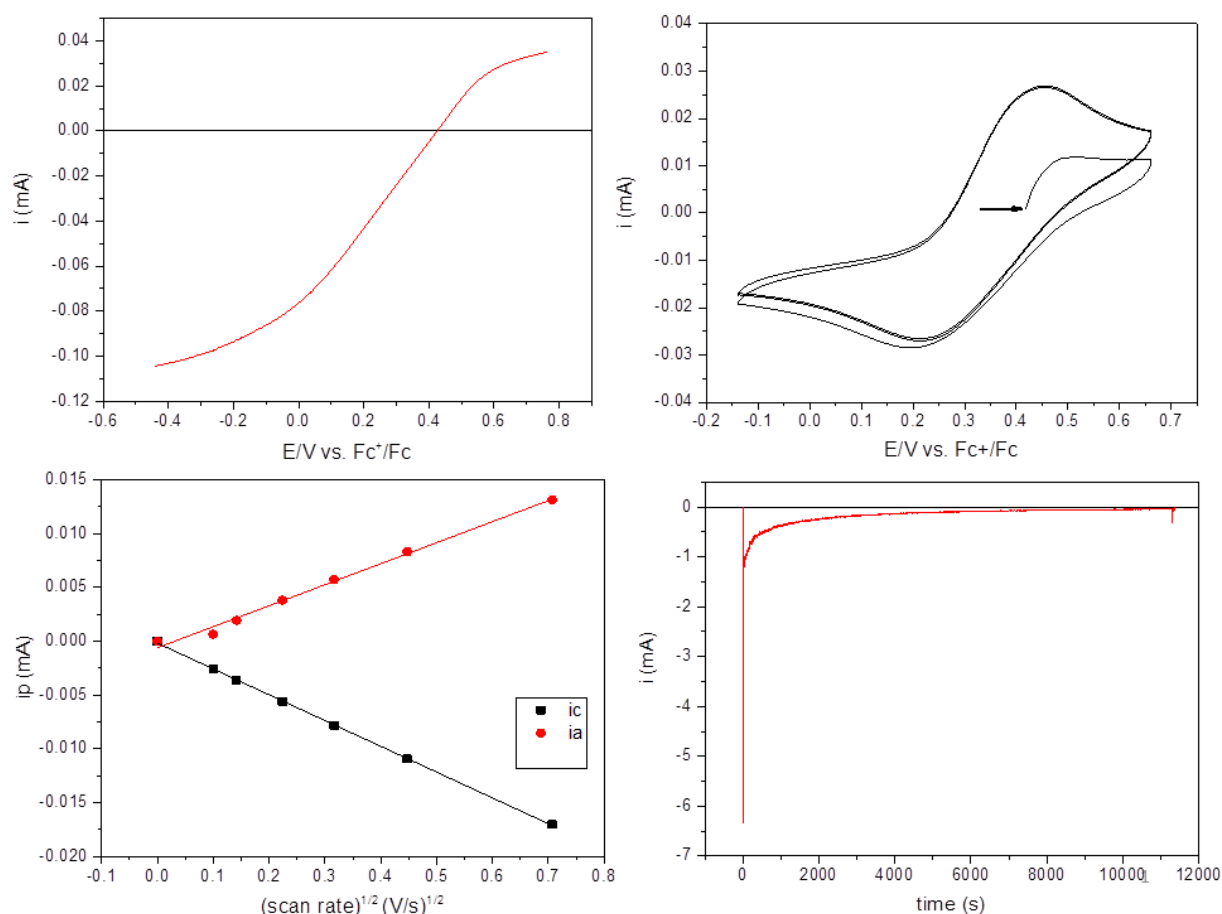 0.04
0.02
0.00
-0.02
-0.04
-0.06
-0.08
-0.10
-0.12
i (mA)
-0.6 -0.4 -0.2 0.0 0.2 0.4 0.6 0.8
E/V vs. Fc⁺/Fc
0.04
0.03
0.02
0.01
0.00
-0.01
-0.02
-0.03
-0.04
i (mA)
-0.2 -0.1 0.0 0.1 0.2 0.3 0.4 0.5 0.6 0.7
E/V vs. Fc+/Fc
0.015
0.010
0.005
0.000
-0.005
-0.010
-0.015
-0.020
ip (mA)
ic
ia
-0.1 0.0 0.1 0.2 0.3 0.4 0.5 0.6 0.7 0.8
(scan rate)¹ᐟ² (V/s)¹ᐟ²
0
-1
-2
-3
-4
-5
-6
-7
i (mA)
0 2000 4000 6000 8000 10000 12000
time (s)